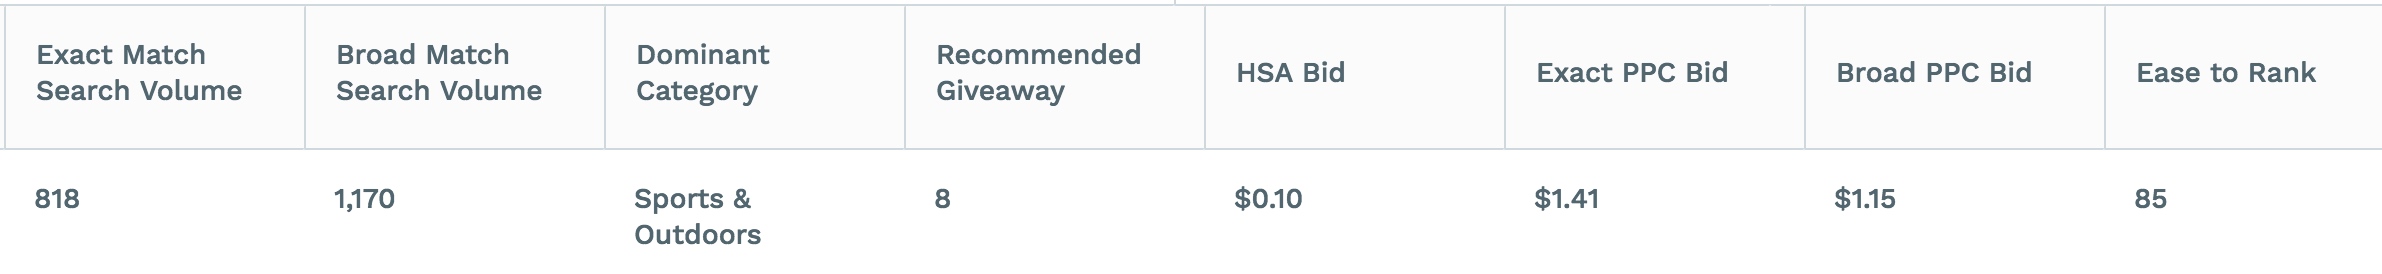 Exact Match
Search Volume
Broad Match
Search Volume
Dominant
Category
Recommended
Giveaway
HSA Bid
Exact PPC Bid
Broad PPC Bid
Ease to Rank
818
1,170
Sports &
Outdoors
8
$0.10
$1.41
$1.15
85